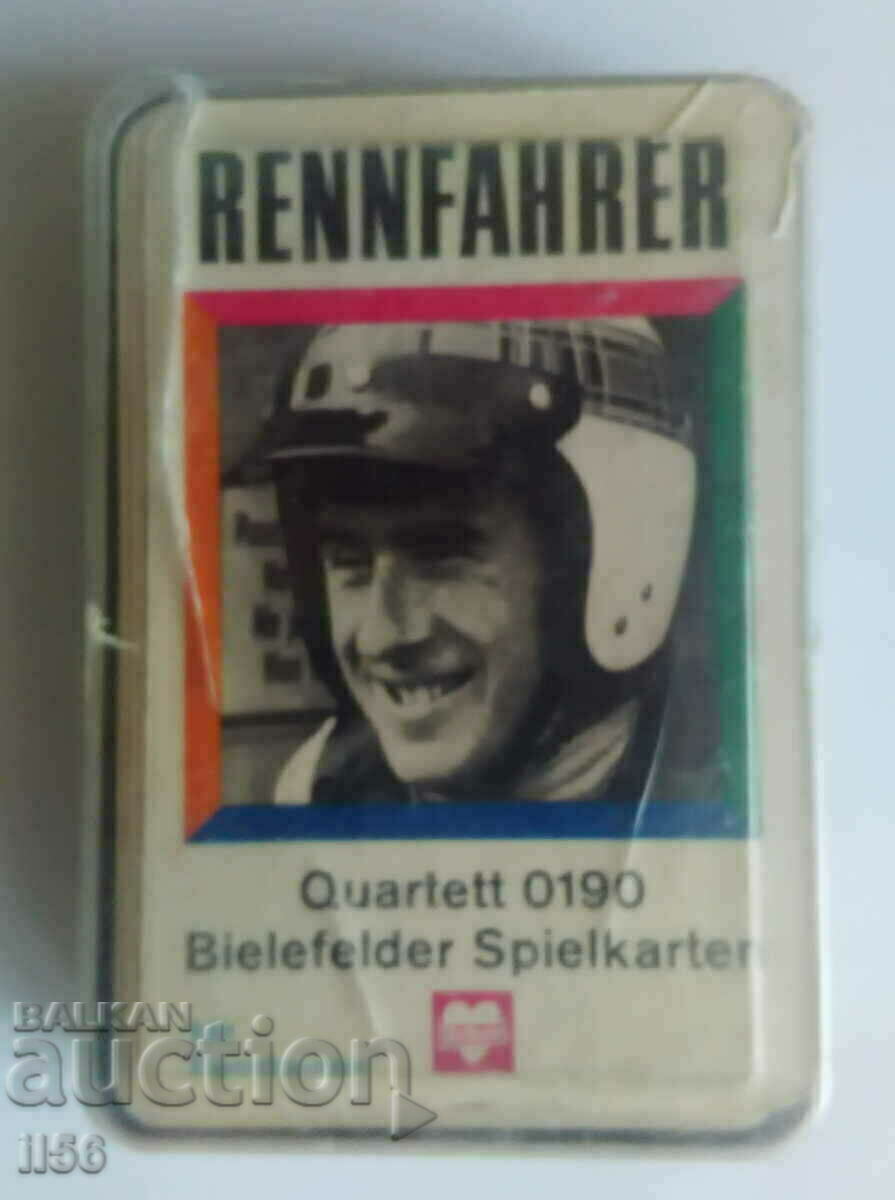 RENNFAHRER
Quartett 0190
Bielefelder Spielkarten
BALKAN
auction
1156